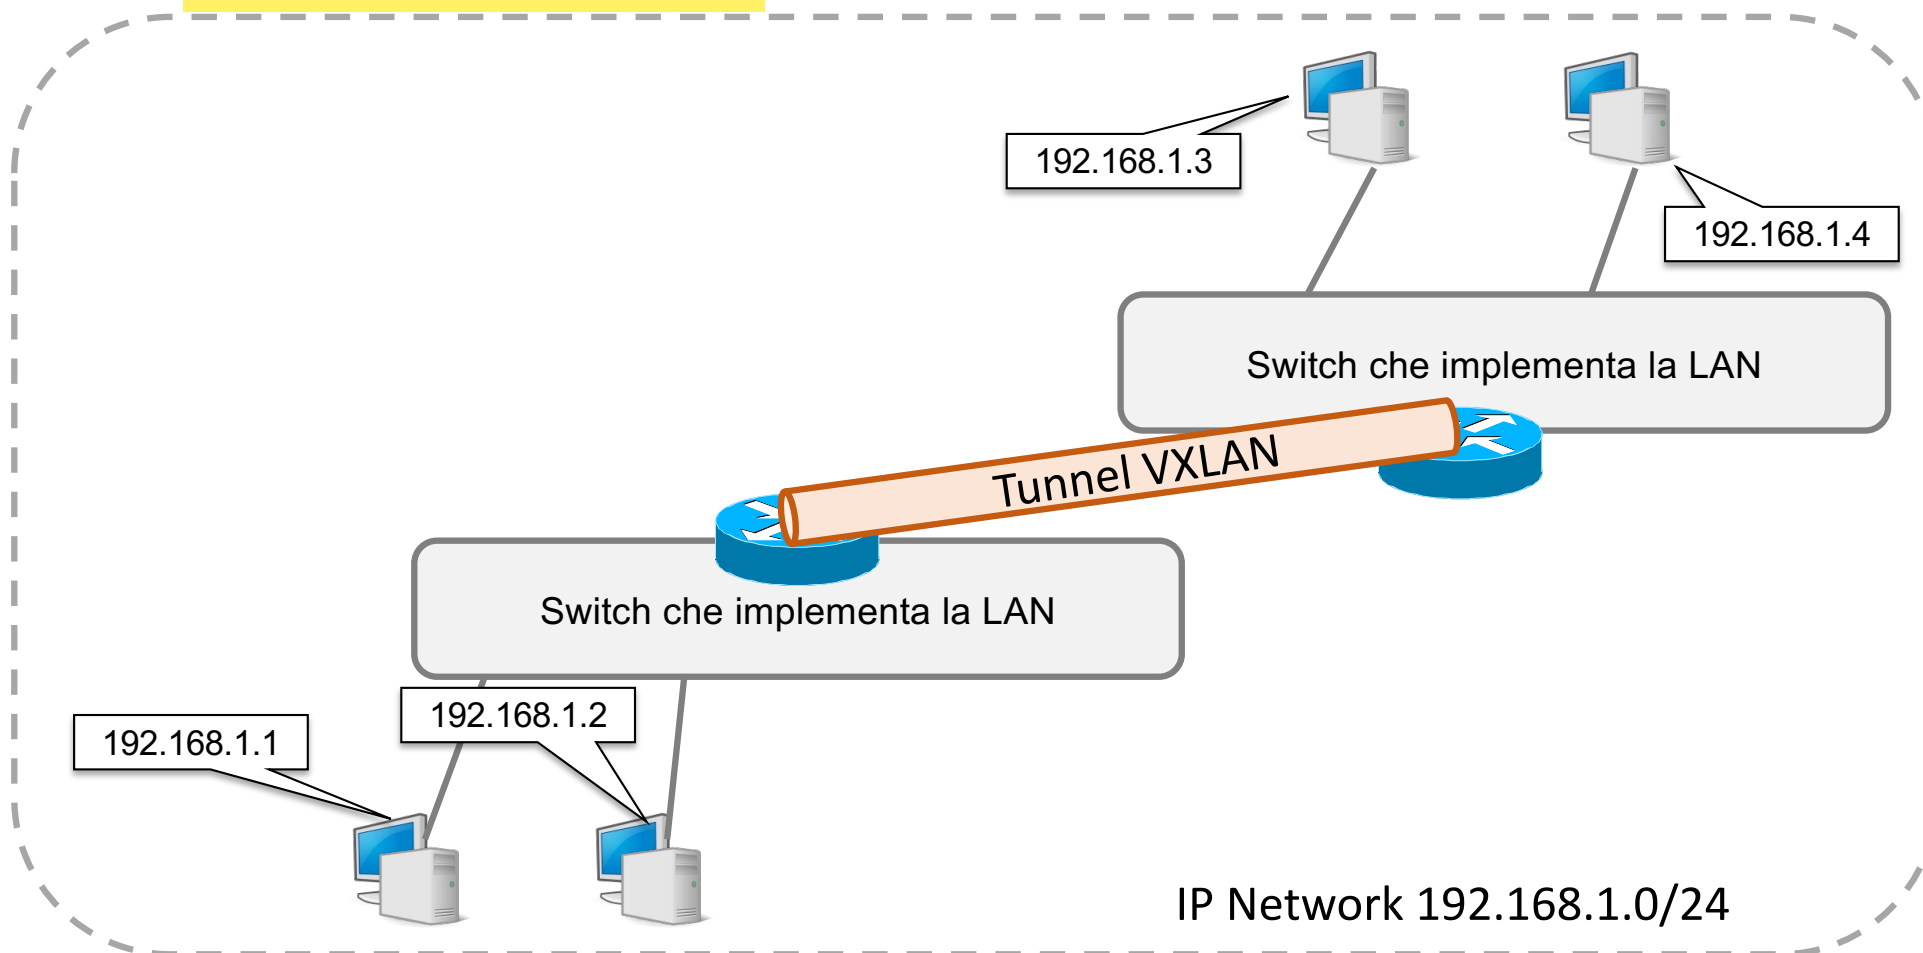 192.168.1.3
192.168.1.4
Switch che implementa la LAN
Tunnel VXLAN
Switch che implementa la LAN
192.168.1.2
192.168.1.1
IP Network 192.168.1.0/24